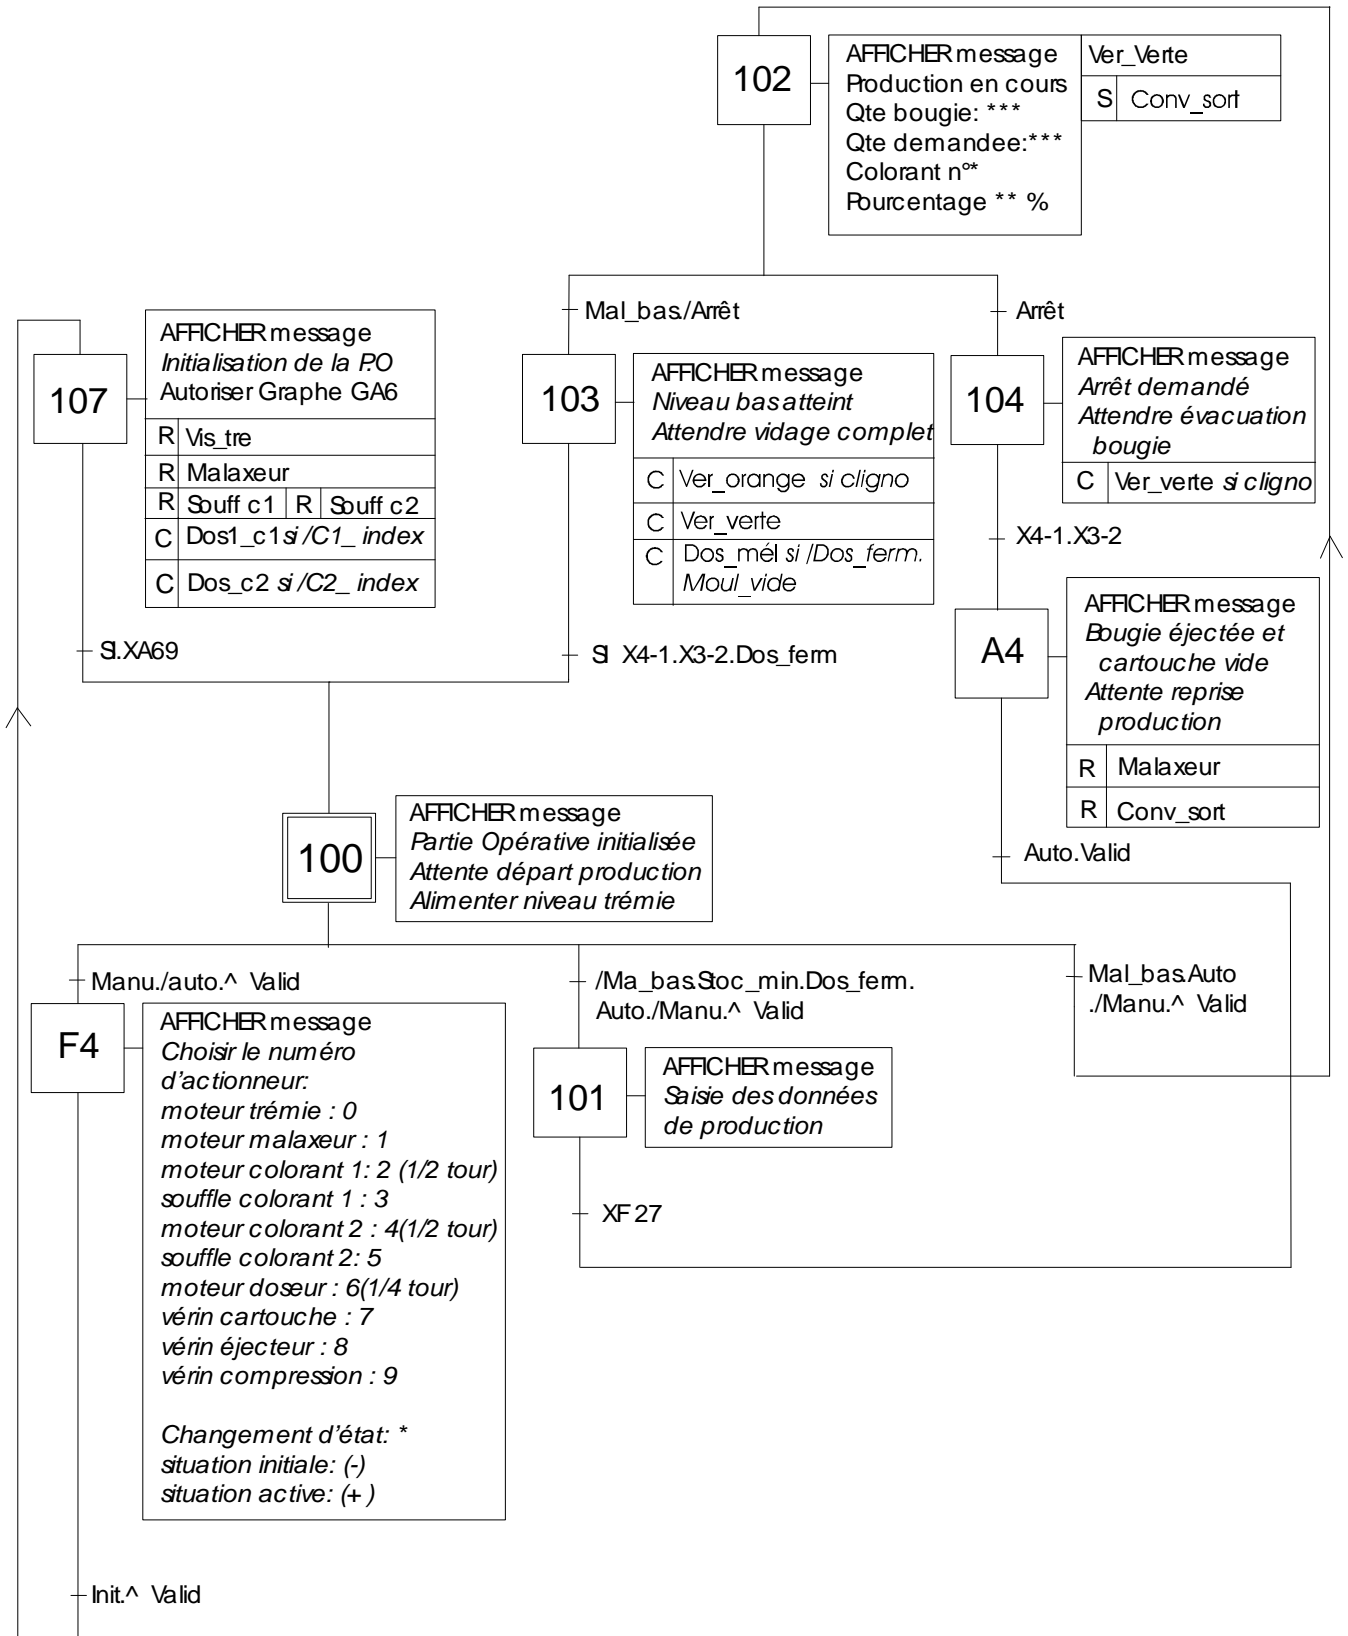 102
AFFICHER message
Production en cours
Qte bougie: ***
Qte demandee:***
Colorant n°*
Pourcentage ** %
Ver_Verte
S Conv_sort
Mal_bas./Arrêt
Arrêt
107
AFFICHER message
Initialisation de la P.O
Autoriser Graphe GA6
R Vis_tre
R Malaxeur
R Souff c1 R Souff c2
C Dos1_c1 si /C1_ index
C Dos_c2 si /C2_ index
103
AFFICHER message
Niveau bas atteint
Attendre vidage complet
C Ver_orange si cligno
C Ver_verte
C Dos_mél si /Dos_ferm.
Moul_vide
104
AFFICHER message
Arrêt demandé
Attendre évacuation
bougie
C Ver_verte si cligno
X4-1.X3-2
SI.XA69
SI X4-1.X3-2.Dos_ferm
A4
AFFICHER message
Bougie éjectée et
cartouche vide
Attente reprise
production
R Malaxeur
R Conv_sort
Auto.Valid
100
AFFICHER message
Partie Opérative initialisée
Attente départ production
Alimenter niveau trémie
Manu./auto.^ Valid
/Ma_bas.Stoc_min.Dos_ferm.
Auto./Manu.^ Valid
Mal_bas.Auto
./Manu.^ Valid
F4
AFFICHER message
Choisir le numéro
d'actionneur:
moteur trémie : 0
moteur malaxeur : 1
moteur colorant 1: 2 (1/2 tour)
souffle colorant 1 : 3
moteur colorant 2 : 4(1/2 tour)
souffle colorant 2: 5
moteur doseur : 6(1/4 tour)
vérin cartouche : 7
vérin éjecteur : 8
vérin compression : 9
Changement d'état: *
situation initiale: (-)
situation active: (+ )
101
AFFICHER message
Saisie des données
de production
XF27
Init.^ Valid